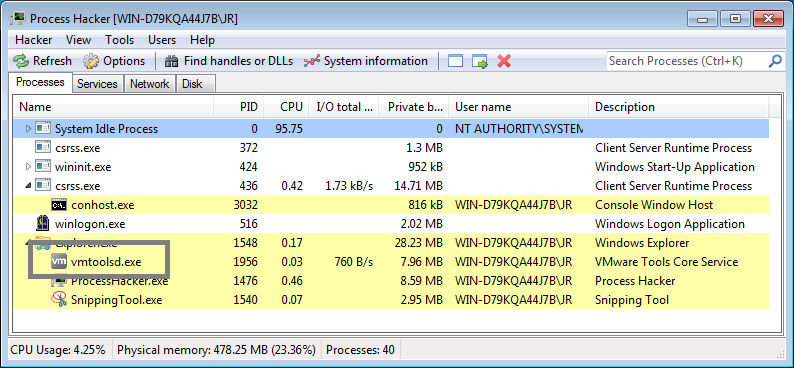 Process Hacker [WIN-D79KQA44J7B\JR]
Hacker View Tools Users Help
Refresh Options Find handles or DLLs System information Search Processes (Ctrl+K)
Processes Services Network Disk
Name PID CPU I/O total ... Private b... User name Description
System Idle Process 0 95.75 0 NT AUTHORITY\SYSTEM
csrss.exe 372 1.3 MB Client Server Runtime Process
wininit.exe 424 952 kB Windows Start-Up Application
csrss.exe 436 0.42 1.73 kB/s 14.71 MB Client Server Runtime Process
C:\. conhost.exe 3032 816 kB WIN-D79KQA44J7B\JR Console Window Host
winlogon.exe 516 2.02 MB Windows Logon Application
explorer.exe 1548 0.17 28.23 MB WIN-D79KQA44J7B\JR Windows Explorer
vm vmtoolsd.exe 1956 0.03 760 B/s 7.96 MB WIN-D79KQA44J7B\JR VMware Tools Core Service
ProcessHacker.exe 1476 0.46 8.59 MB WIN-D79KQA44J7B\JR Process Hacker
SnippingTool.exe 1540 0.07 2.95 MB WIN-D79KQA44J7B\JR Snipping Tool
CPU Usage: 4.25% Physical memory: 478.25 MB (23.36%) Processes: 40